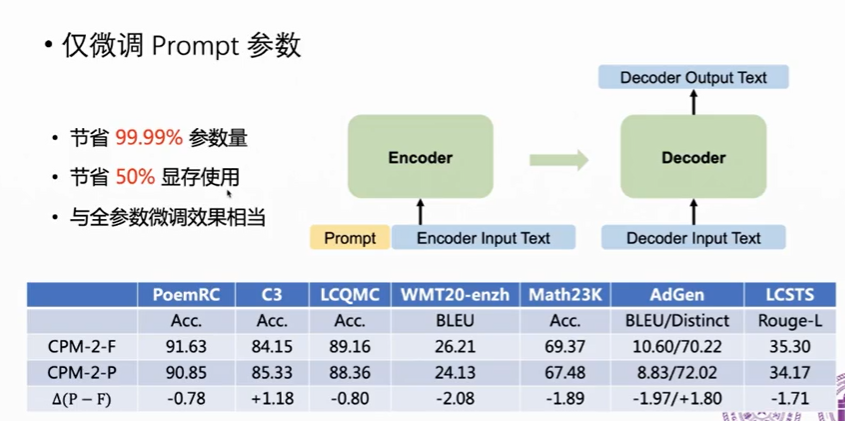 • 仅微调 Prompt 参数
• 节省 99.99% 参数量
• 节省 50% 显存使用
• 与全参数微调效果相当
Decoder Output Text
Encoder
Decoder
Prompt
Encoder Input Text
Decoder Input Text
PoemRC C3 LCQMC WMT20-enzh Math23K AdGen LCSTS
Acc. Acc. Acc. BLEU Acc. BLEU/Distinct Rouge-L
CPM-2-F 91.63 84.15 89.16 26.21 69.37 10.60/70.22 35.30
CPM-2-P 90.85 85.33 88.36 24.13 67.48 8.83/72.02 34.17
Δ(P − F) -0.78 +1.18 -0.80 -2.08 -1.89 -1.97/+1.80 -1.71